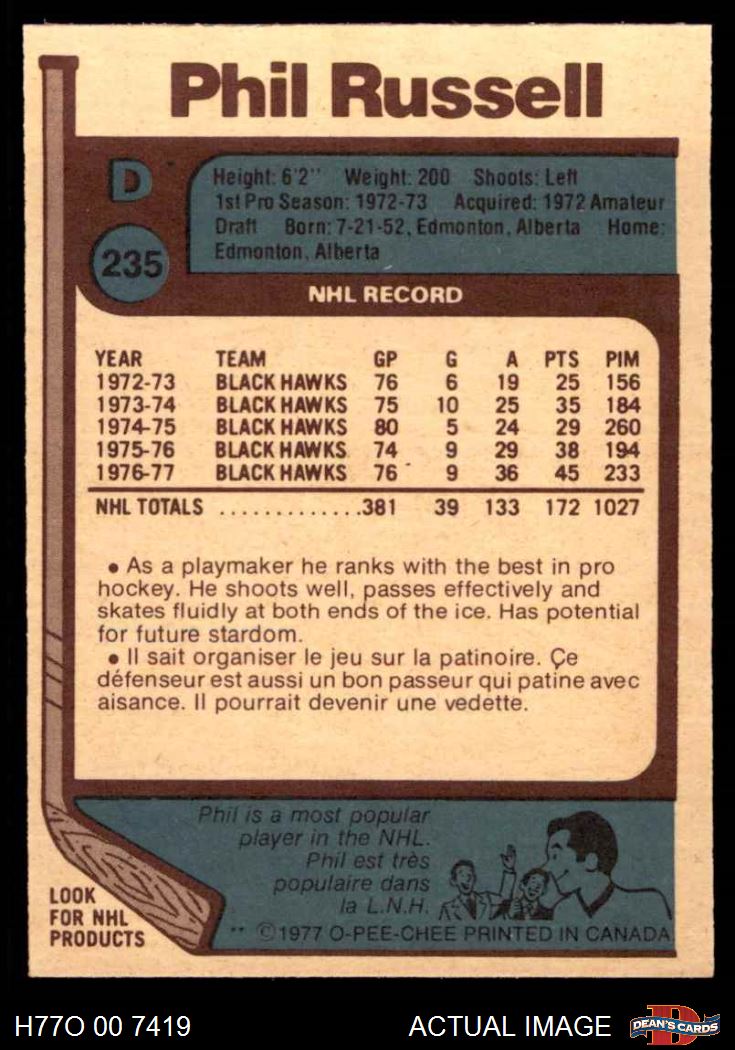 Phil Russell
D
235
Height: 6'2" Weight: 200 Shoots: Left
1st Pro Season: 1972-73 Acquired: 1972 Amateur
Draft Born: 7-21-52, Edmonton, Alberta Home:
Edmonton, Alberta
NHL RECORD
YEAR TEAM GP G A PTS PIM
1972-73 BLACK HAWKS 76 6 19 25 156
1973-74 BLACK HAWKS 75 10 25 35 184
1974-75 BLACK HAWKS 80 5 24 29 260
1975-76 BLACK HAWKS 74 9 29 38 194
1976-77 BLACK HAWKS 76 9 36 45 233
NHL TOTALS .............381 39 133 172 1027
● As a playmaker he ranks with the best in pro
hockey. He shoots well, passes effectively and
skates fluidly at both ends of the ice. Has potential
for future stardom.
● Il sait organiser le jeu sur la patinoire. Çe
défenseur est aussi un bon passeur qui patine avec
aisance. Il pourrait devenir une vedette.
Phil is a most popular
player in the NHL.
Phil est très
populaire dans
la L.N.H.
LOOK
FOR NHL
PRODUCTS
** ©1977 O-PEE-CHEE PRINTED IN CANADA
H77O 00 7419
ACTUAL IMAGE
D
DEAN'S CARDS